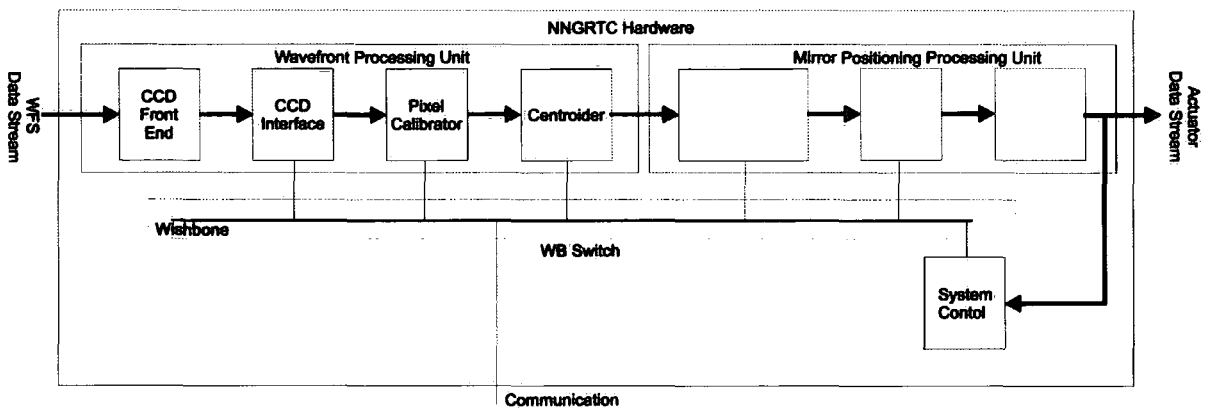 NNGRTC Hardware
Wavefront Processing Unit
Mirror Positioning Processing Unit
WFS
Data Stream
CCD
Front
End
CCD
Interface
Pixel
Calibrator
Centroider
Actuator
Data Stream
Wishbone
WB Switch
System
Contol
Communication